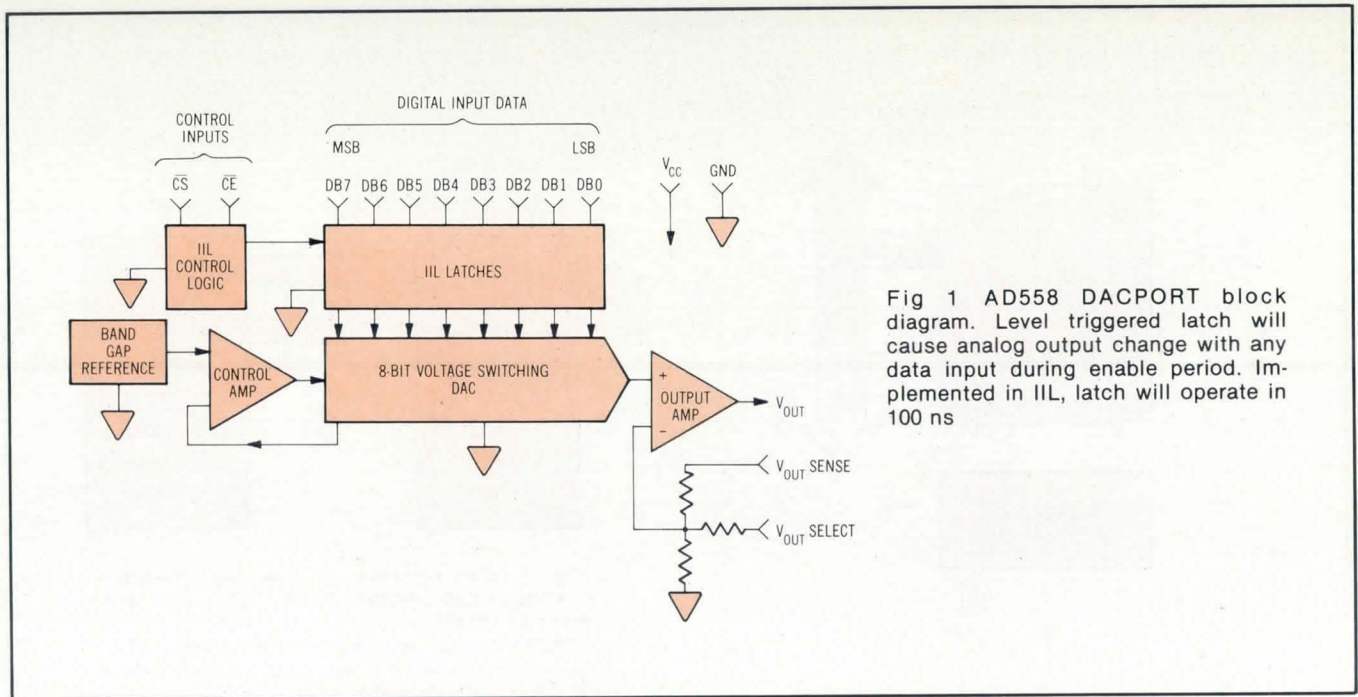 DIGITAL INPUT DATA
CONTROL
INPUTS
MSB
LSB
C̅S̅
C̅E̅
DB7 DB6 DB5 DB4 DB3 DB2 DB1 DB0
VCC
GND
IIL
CONTROL
LOGIC
IIL LATCHES
BAND
GAP
REFERENCE
CONTROL
AMP
8-BIT VOLTAGE SWITCHING
DAC
+
OUTPUT
AMP
−
VOUT
VOUT SENSE
VOUT SELECT
Fig 1 AD558 DACPORT block
diagram. Level triggered latch will
cause analog output change with any
data input during enable period. Im-
plemented in IIL, latch will operate in
100 ns